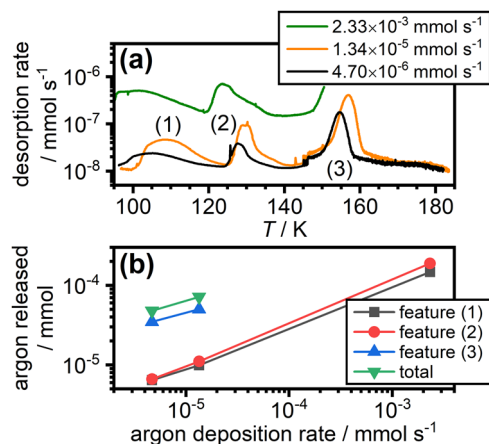 2.33×10⁻³ mmol s⁻¹
1.34×10⁻⁵ mmol s⁻¹
4.70×10⁻⁶ mmol s⁻¹
(a)
desorption rate
/ mmol s⁻¹
10⁻⁶
10⁻⁷
10⁻⁸
(1)
(2)
(3)
100 120 140 160 180
T / K
(b)
argon released
/ mmol
10⁻⁴
10⁻⁵
feature (1)
feature (2)
feature (3)
total
10⁻⁵ 10⁻⁴ 10⁻³
argon deposition rate / mmol s⁻¹